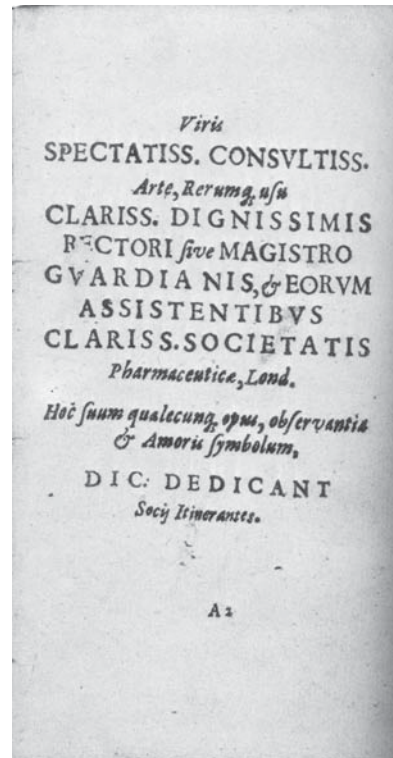 Viris
SPECTATISS. CONSVLTISS.
Arte, Rerumq; usu
CLARISS. DIGNISSIMIS
RECTORI sive MAGISTRO
GVARDIANIS, & EORVM
ASSISTENTIBVS
CLARISS. SOCIETATIS
Pharmaceuticæ, Lond.
Hoc suum qualecunq; opus, observantiæ
& Amoris symbolum,
DIC: DEDICANT
Socij Itinerantes.
A2